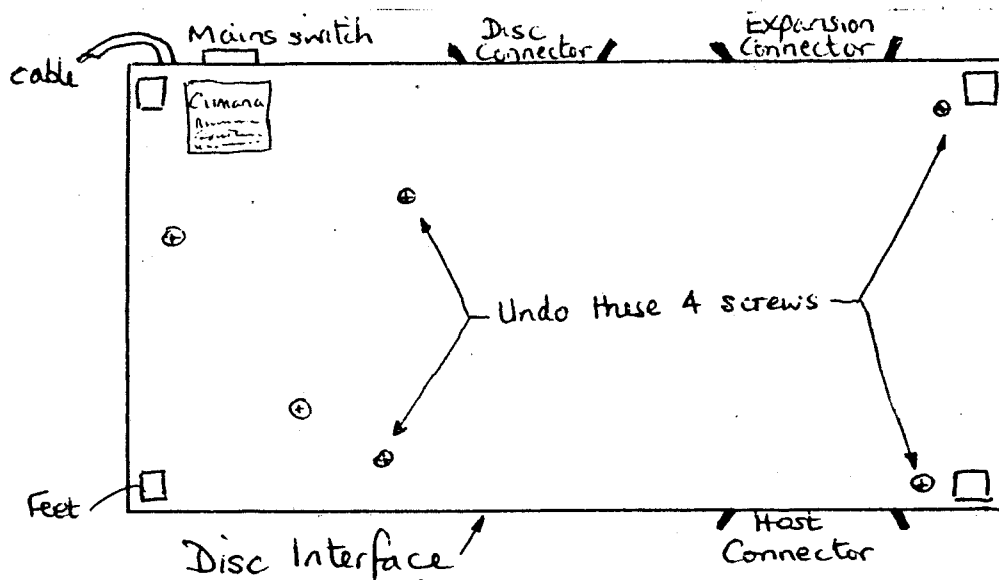 Mains switch
Disc
Connector
Expansion
Connector
cable
Cumana
Undo these 4 screws
Feet
Disc Interface
Host
Connector